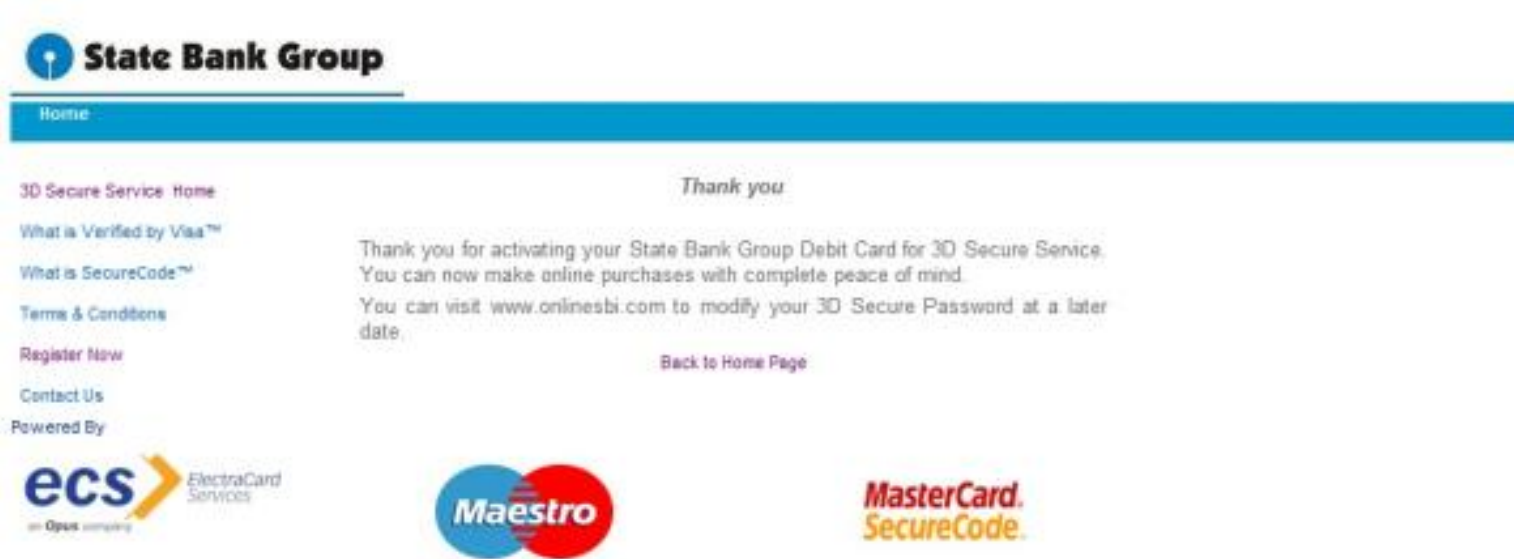 State Bank Group
Home
3D Secure Service Home
What is Verified by Visa™
What is SecureCode™
Terms & Conditions
Register Now
Contact Us
Powered By
Thank you
Thank you for activating your State Bank Group Debit Card for 3D Secure Service.
You can now make online purchases with complete peace of mind.
You can visit www.onlinesbi.com to modify your 3D Secure Password at a later
date.
Back to Home Page
ecs ElectraCard
Services
an Opus company
Maestro
MasterCard.
SecureCode.